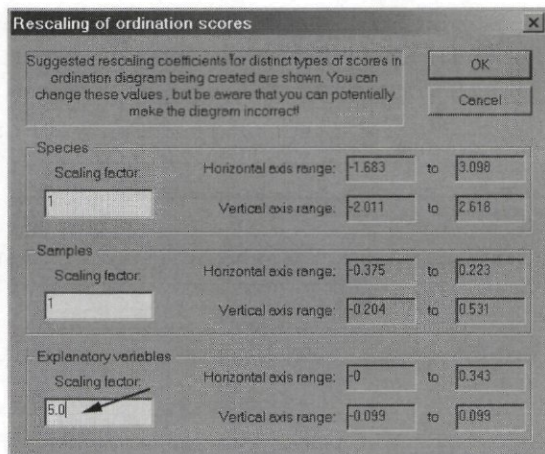 Rescaling of ordination scores
Suggested rescaling coefficients for distinct types of scores in
ordination diagram being created are shown. You can
change these values , but be aware that you can potentially
make the diagram incorrect!
OK
Cancel
Species
Scaling factor:
1
Horizontal axis range: -1.683 to 3.098
Vertical axis range: -2.011 to 2.618
Samples
Scaling factor:
1
Horizontal axis range: -0.375 to 0.223
Vertical axis range: -0.204 to 0.531
Explanatory variables
Scaling factor:
5.0
Horizontal axis range: -0 to 0.343
Vertical axis range: -0.099 to 0.099